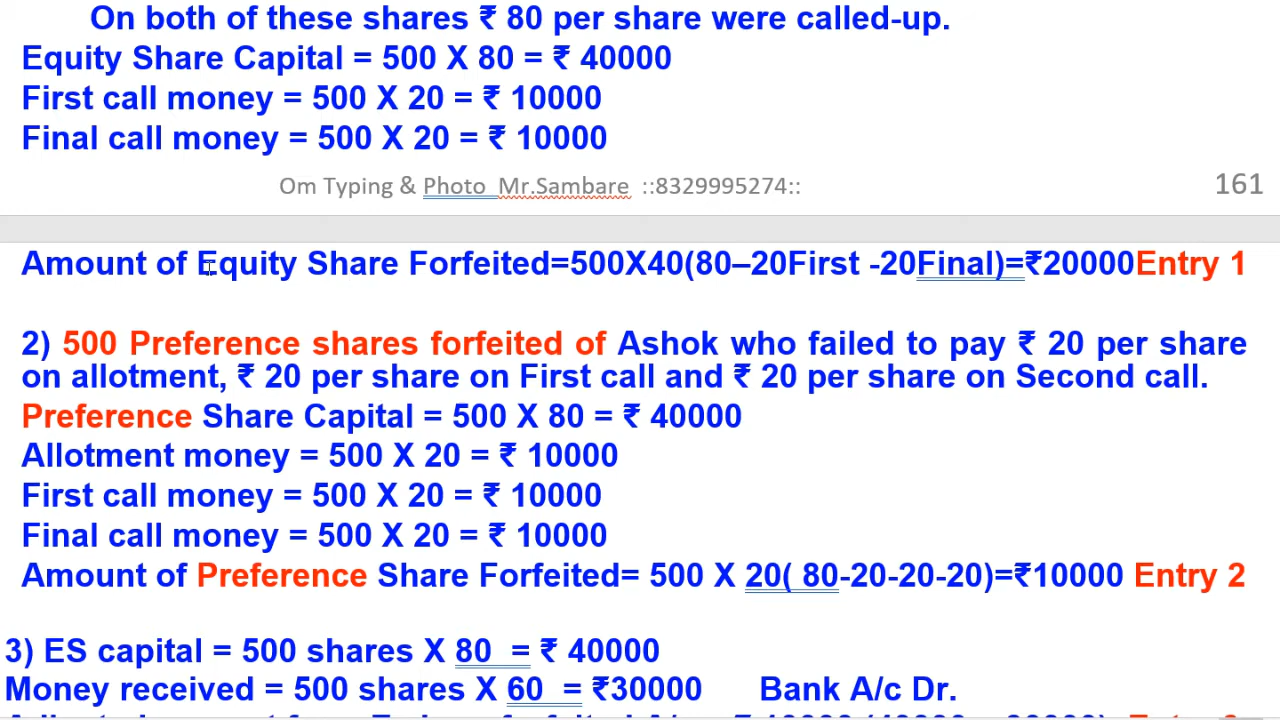 On both of these shares ₹ 80 per share were called-up.
Equity Share Capital = 500 X 80 = ₹ 40000
First call money = 500 X 20 = ₹ 10000
Final call money = 500 X 20 = ₹ 10000
Om Typing & Photo Mr.Sambare ::8329995274:: 161
Amount of Equity Share Forfeited=500X40(80–20First -20Final)=₹20000Entry 1
2) 500 Preference shares forfeited of Ashok who failed to pay ₹ 20 per share
on allotment, ₹ 20 per share on First call and ₹ 20 per share on Second call.
Preference Share Capital = 500 X 80 = ₹ 40000
Allotment money = 500 X 20 = ₹ 10000
First call money = 500 X 20 = ₹ 10000
Final call money = 500 X 20 = ₹ 10000
Amount of Preference Share Forfeited= 500 X 20( 80-20-20-20)=₹10000 Entry 2
3) ES capital = 500 shares X 80 = ₹ 40000
Money received = 500 shares X 60 = ₹30000 Bank A/c Dr.